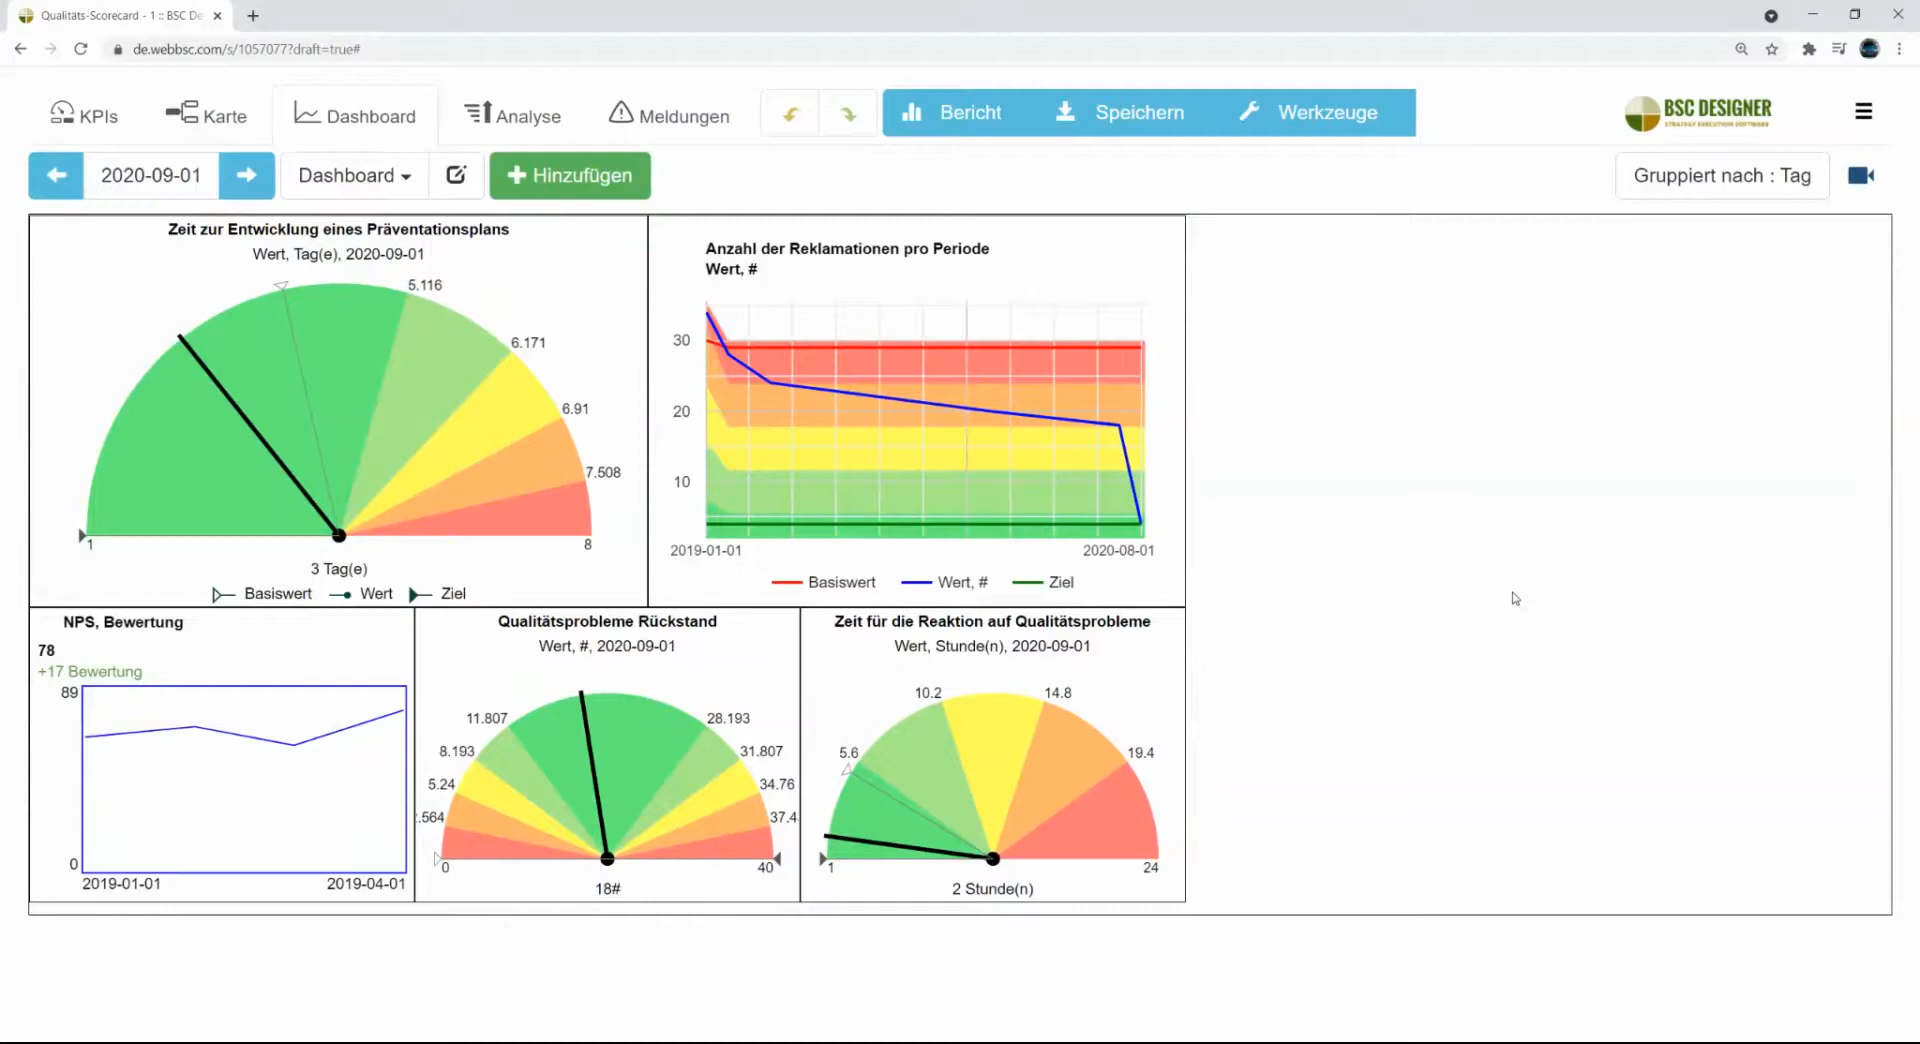 Qualitäts-Scorecard - 1 :: BSC De
de.webbsc.com/s/1057077?draft=true#
KPIs
Karte
Dashboard
Analyse
Meldungen
Bericht
Speichern
Werkzeuge
BSC DESIGNER
STRATEGY EXECUTION SOFTWARE
2020-09-01
Dashboard
Hinzufügen
Gruppiert nach : Tag
Zeit zur Entwicklung eines Präventationsplans
Wert, Tag(e), 2020-09-01
5.116
6.171
6.91
7.508
1
8
3 Tag(e)
Basiswert Wert Ziel
Anzahl der Reklamationen pro Periode
Wert, #
30
20
10
2019-01-01 2020-08-01
Basiswert Wert, # Ziel
NPS, Bewertung
78
+17 Bewertung
89
0
2019-01-01 2019-04-01
Qualitätsprobleme Rückstand
Wert, #, 2020-09-01
11.807 28.193
8.193 31.807
5.24 34.76
.564 37.4
0 40
18#
Zeit für die Reaktion auf Qualitätsprobleme
Wert, Stunde(n), 2020-09-01
10.2 14.8
5.6 19.4
1 24
2 Stunde(n)